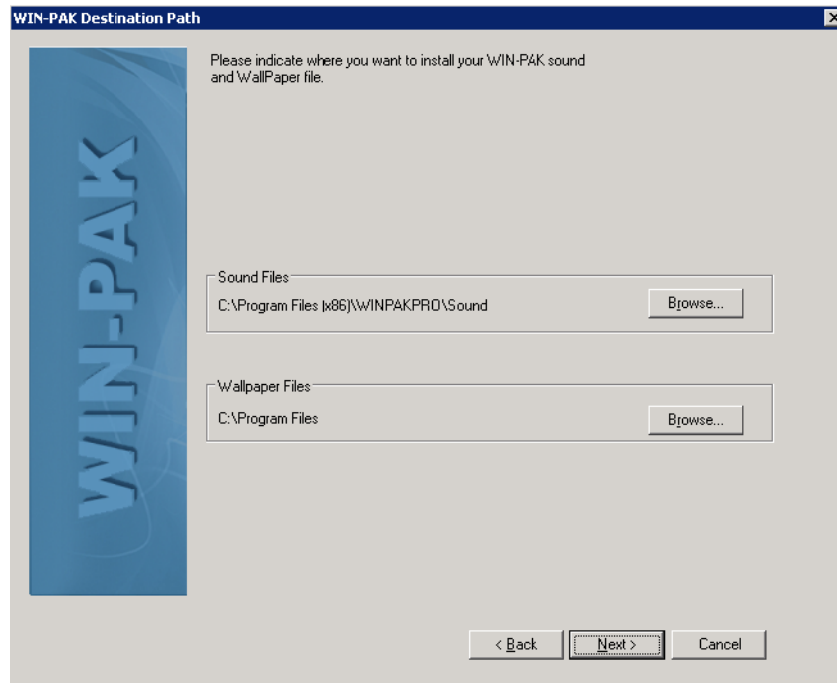 WIN-PAK Destination Path
WIN-PAK
Please indicate where you want to install your WIN-PAK sound
and WallPaper file.
Sound Files
C:\Program Files (x86)\WINPAKPRO\Sound
Browse...
Wallpaper Files
C:\Program Files
Browse...
< Back
Next >
Cancel